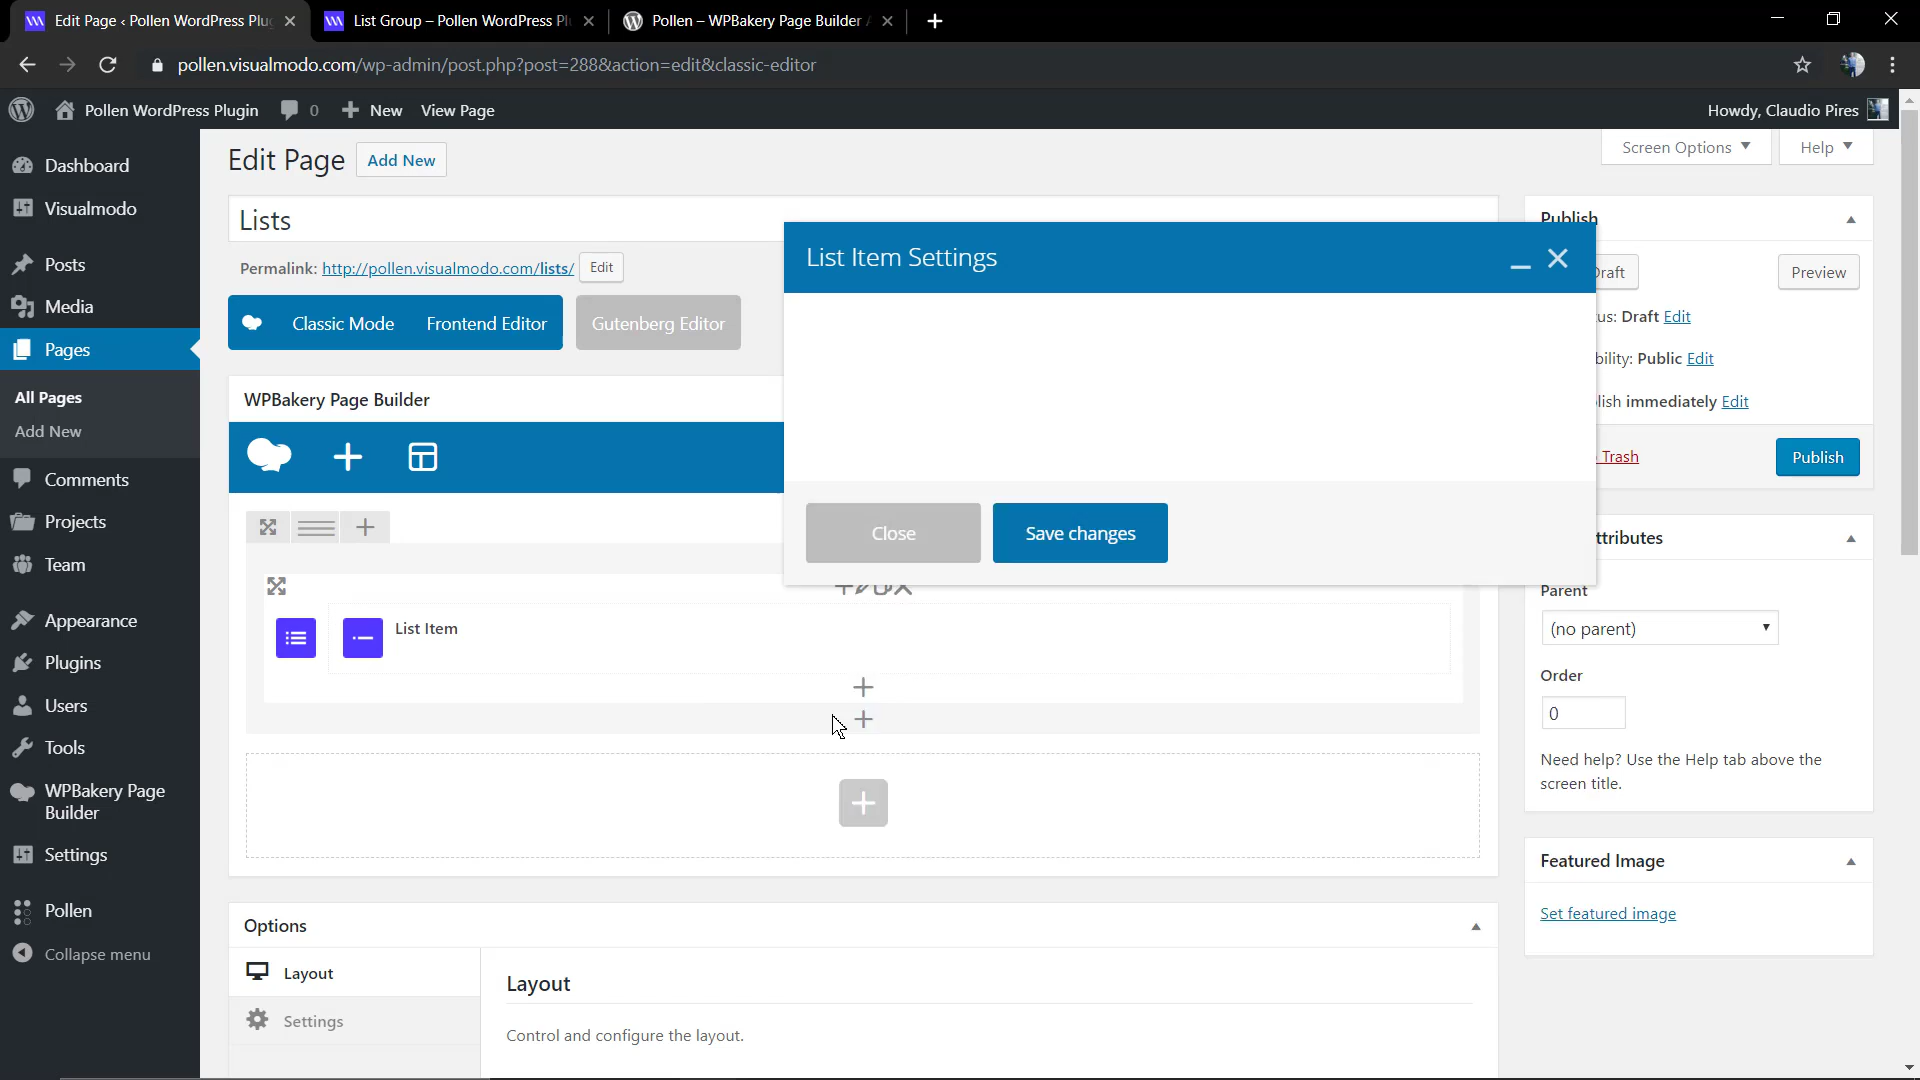 Edit Page ‹ Pollen WordPress Plu
List Group – Pollen WordPress Pl
Pollen – WPBakery Page Builder
pollen.visualmodo.com/wp-admin/post.php?post=288&action=edit&classic-editor
Pollen WordPress Plugin
0
New
View Page
Howdy, Claudio Pires
Dashboard
Visualmodo
Posts
Media
Pages
All Pages
Add New
Comments
Projects
Team
Appearance
Plugins
Users
Tools
WPBakery Page
Builder
Settings
Pollen
Collapse menu
Edit Page
Add New
Screen Options
Help
Lists
Permalink: http://pollen.visualmodo.com/lists/
Edit
Classic Mode
Frontend Editor
Gutenberg Editor
WPBakery Page Builder
List Item Settings
Close
Save changes
List Item
Options
Layout
Settings
Layout
Control and configure the layout.
Publish
Draft
Preview
us: Draft Edit
bility: Public Edit
lish immediately Edit
Trash
Publish
ttributes
Parent
(no parent)
Order
0
Need help? Use the Help tab above the
screen title.
Featured Image
Set featured image